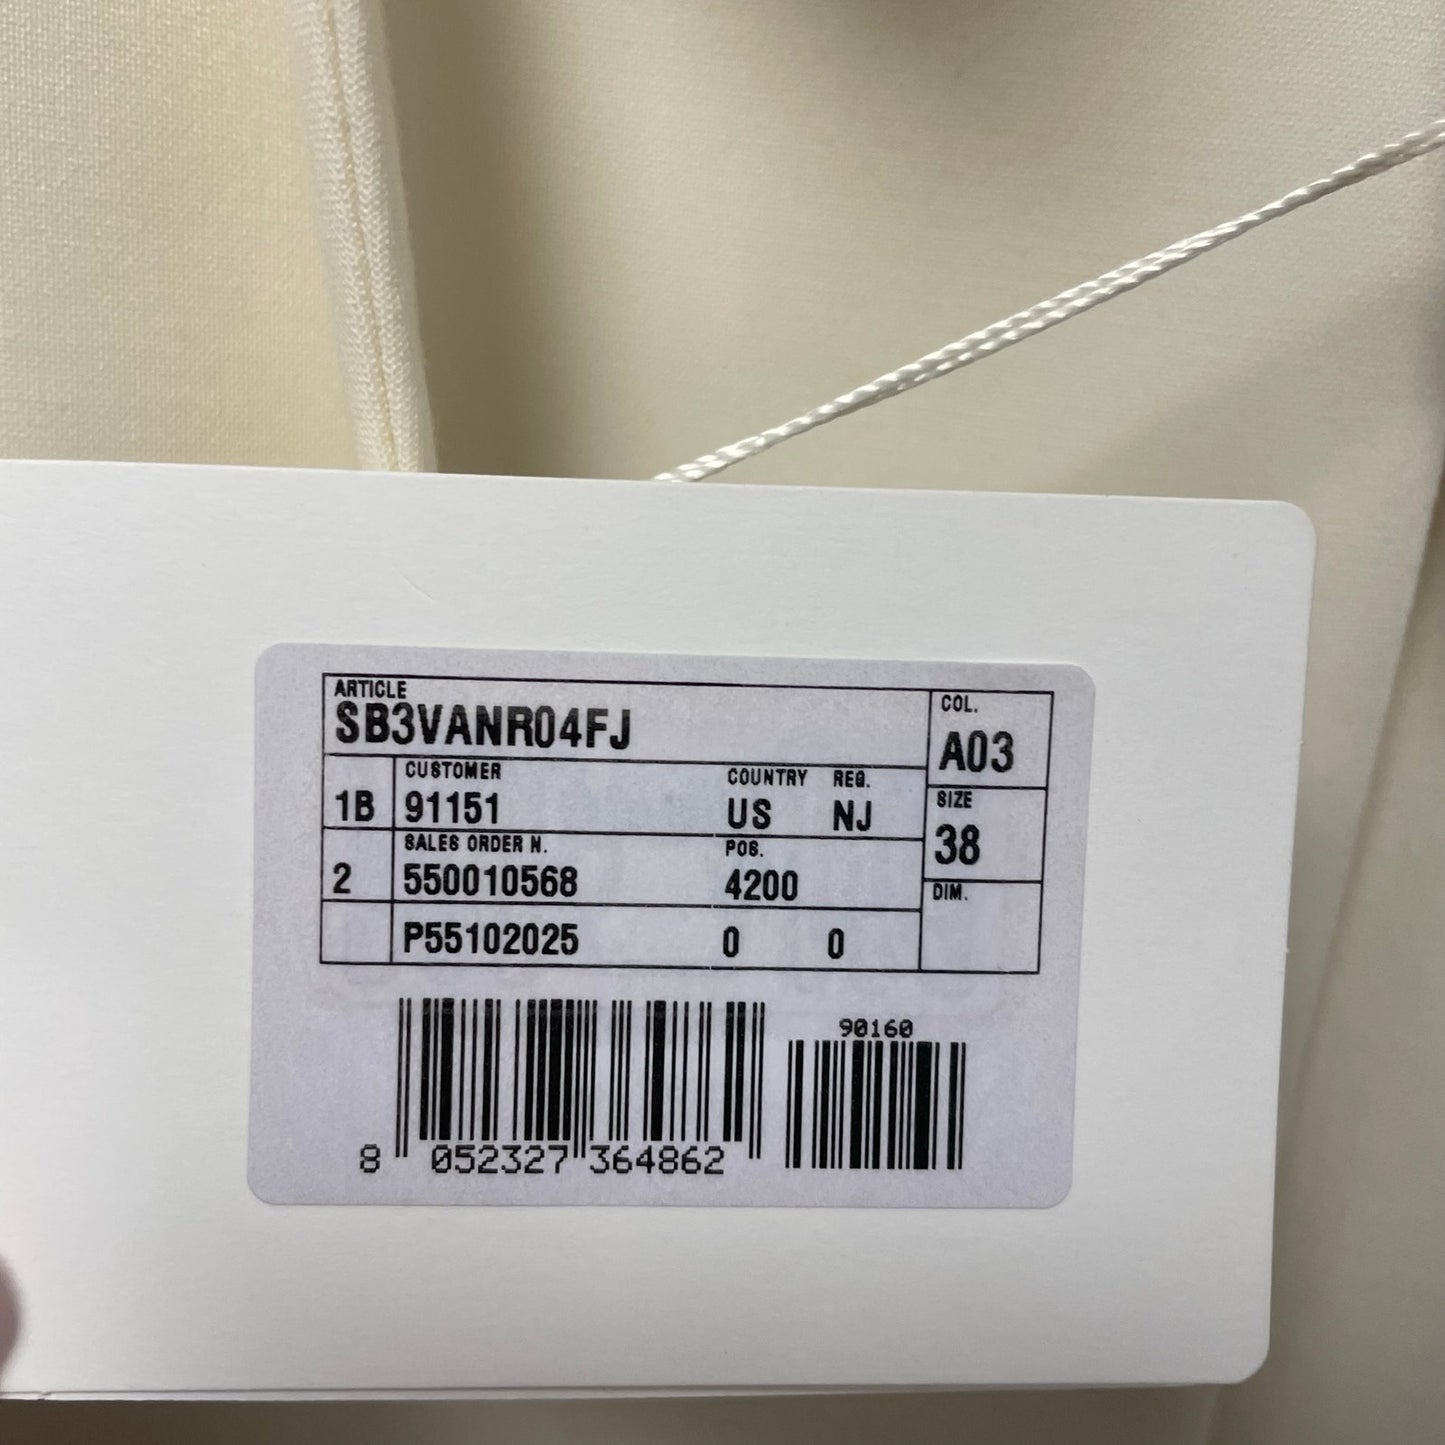 ARTICLE
SB3VANR04FJ
COL.
A03
CUSTOMER COUNTRY REG.
1B 91151 US NJ
SIZE
38
SALES ORDER N. POS.
2 550010568 4200
DIM.
P55102025 0 0
90160
8 052327 364862